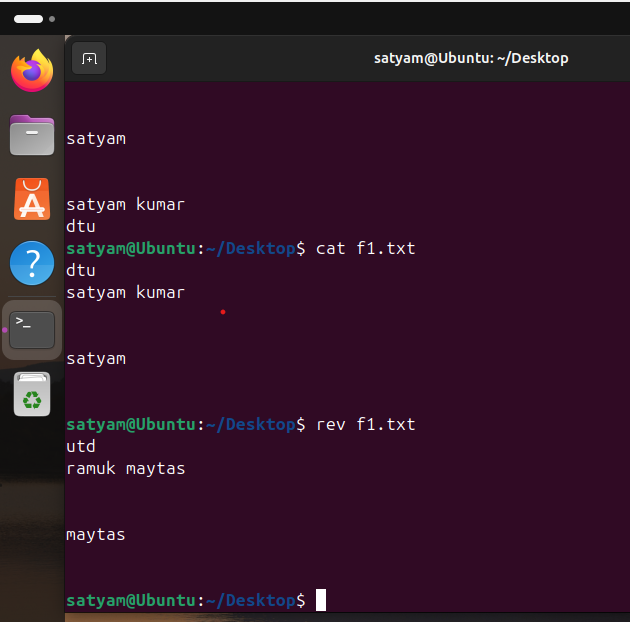 satyam@Ubuntu: ~/Desktop
satyam
satyam kumar
dtu
satyam@Ubuntu:~/Desktop$ cat f1.txt
dtu
satyam kumar
satyam
satyam@Ubuntu:~/Desktop$ rev f1.txt
utd
ramuk maytas
maytas
satyam@Ubuntu:~/Desktop$